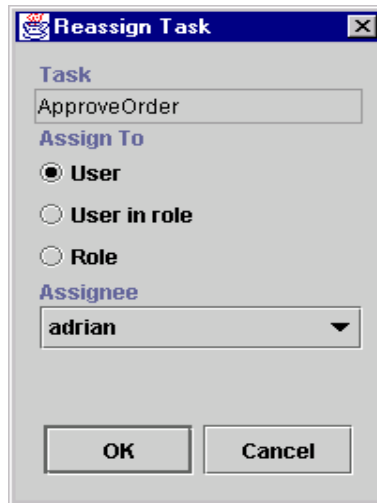 Reassign Task
Task
ApproveOrder
Assign To
User
User in role
Role
Assignee
adrian
OK Cancel